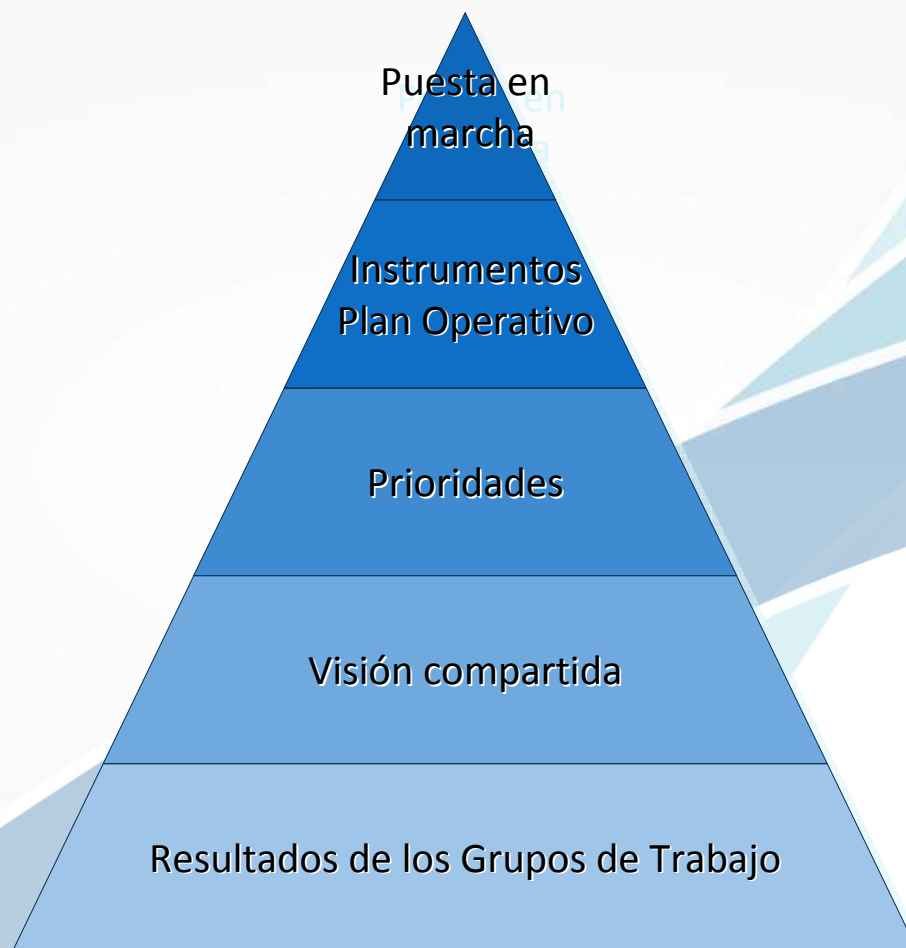 Puesta en
marcha
Instrumentos
Plan Operativo
Prioridades
Visión compartida
Resultados de los Grupos de Trabajo